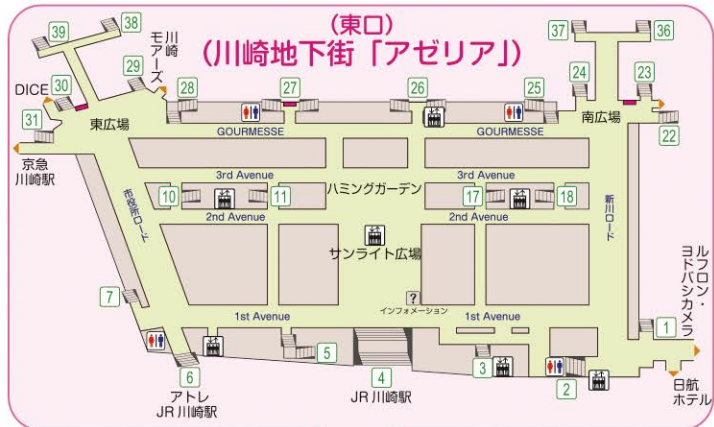 (東口)
(川崎地下街「アゼリア」)
39
38
37
36
川崎
モアーズ
DICE
30
29
28
27
26
25
24
23
22
31
東広場
南広場
GOURMESSE
GOURMESSE
京急
川崎駅
3rd Avenue
ハミングガーデン
3rd Avenue
10
11
17
18
市役所ロード
新川ロード
2nd Avenue
2nd Avenue
サンライト広場
ルフロン・
ヨドバシカメラ
7
?
インフォメーション
1st Avenue
1st Avenue
1
5
3
6
4
2
アトレ
JR川崎駅
JR川崎駅
日航
ホテル